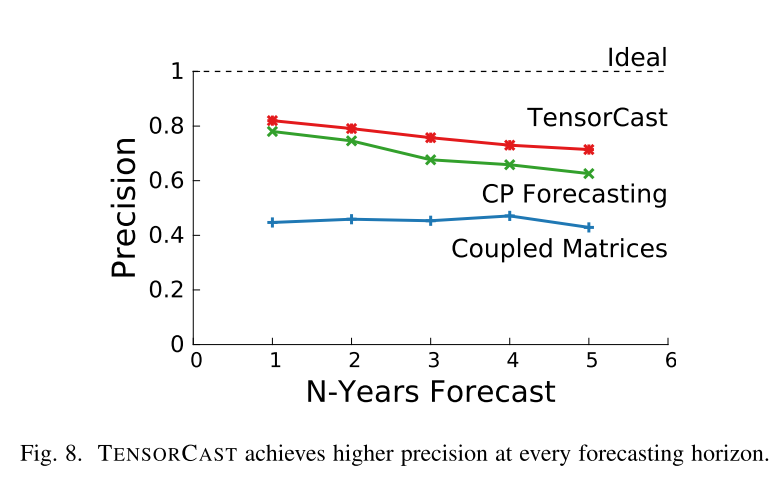 Ideal
1
TensorCast
0.8
0.6
CP Forecasting
Precision
0.4
Coupled Matrices
0.2
0
0 1 2 3 4 5 6
N-Years Forecast
Fig. 8. TENSORCAST achieves higher precision at every forecasting horizon.